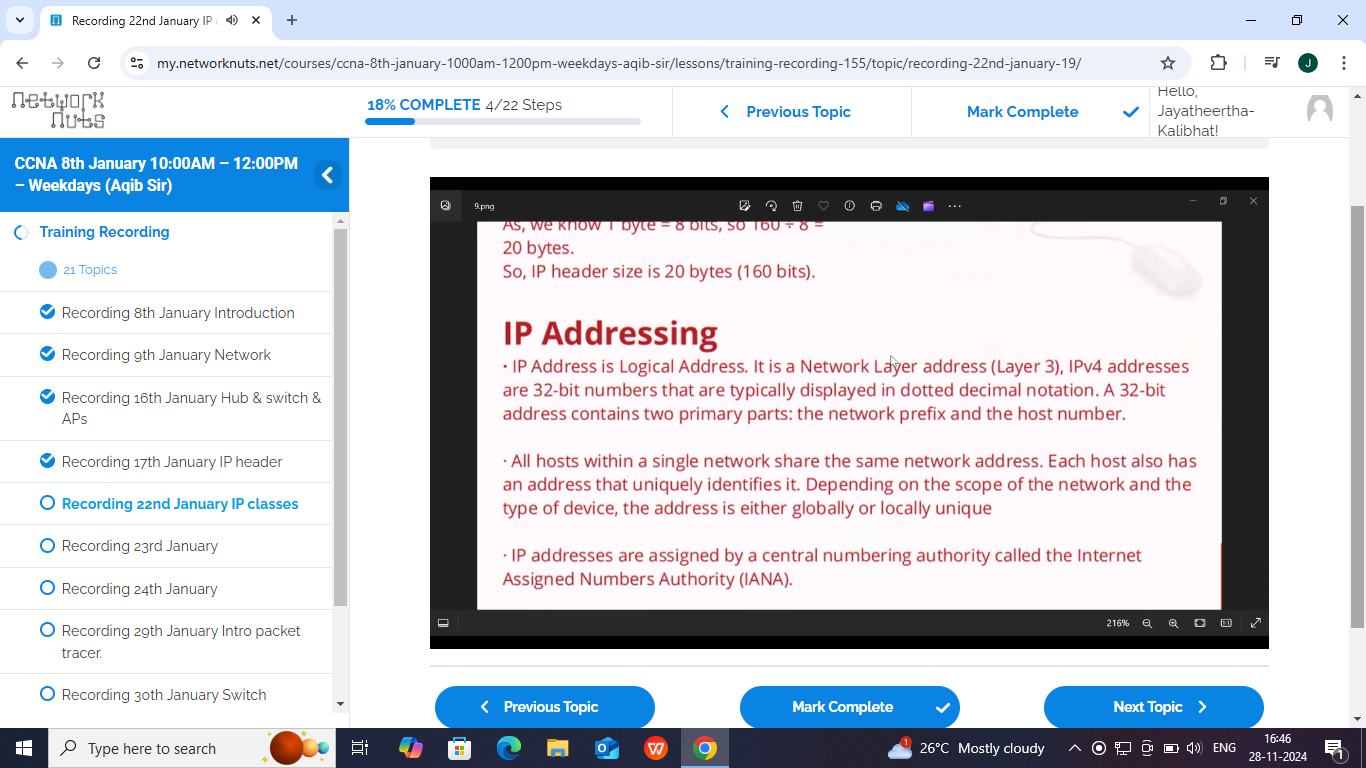 Recording 22nd January IP c
my.networknuts.net/courses/ccna-8th-january-1000am-1200pm-weekdays-aqib-sir/lessons/training-recording-155/topic/recording-22nd-january-19/
J
NETWORK
NUTS
18% COMPLETE 4/22 Steps
Previous Topic
Mark Complete
Hello,
Jayatheertha-
Kalibhat!
CCNA 8th January 10:00AM – 12:00PM
– Weekdays (Aqib Sir)
Training Recording
21 Topics
Recording 8th January Introduction
Recording 9th January Network
Recording 16th January Hub & switch &
APs
Recording 17th January IP header
Recording 22nd January IP classes
Recording 23rd January
Recording 24th January
Recording 29th January Intro packet
tracer.
Recording 30th January Switch
9.png
As, we know 1 byte = 8 bits, so 160 ÷ 8 =
20 bytes.
So, IP header size is 20 bytes (160 bits).
IP Addressing
· IP Address is Logical Address. It is a Network Layer address (Layer 3), IPv4 addresses
are 32-bit numbers that are typically displayed in dotted decimal notation. A 32-bit
address contains two primary parts: the network prefix and the host number.
· All hosts within a single network share the same network address. Each host also has
an address that uniquely identifies it. Depending on the scope of the network and the
type of device, the address is either globally or locally unique
· IP addresses are assigned by a central numbering authority called the Internet
Assigned Numbers Authority (IANA).
216%
Previous Topic
Mark Complete
Next Topic
Type here to search
1
26°C Mostly cloudy
ENG
16:46
28-11-2024
1